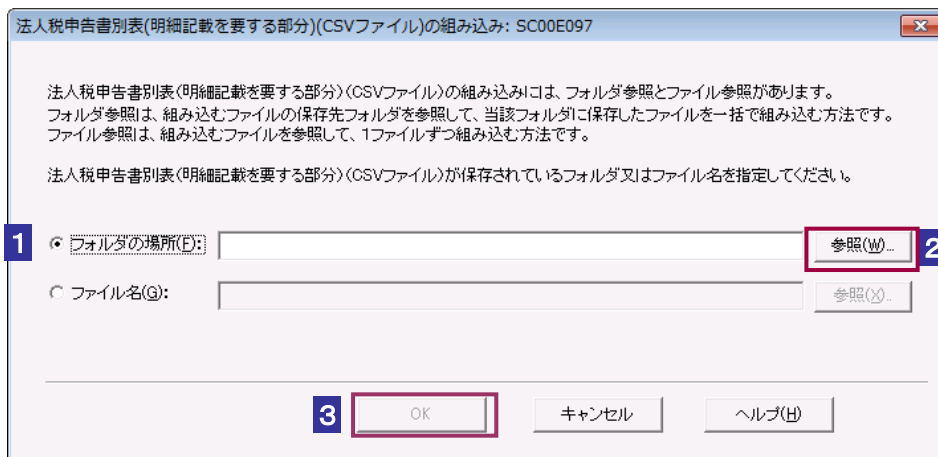 法人税申告書別表(明細記載を要する部分)(CSVファイル)の組み込み: SC00E097
法人税申告書別表(明細記載を要する部分)(CSVファイル)の組み込みには、フォルダ参照とファイル参照があります。
フォルダ参照は、組み込むファイルの保存先フォルダを参照して、当該フォルダに保存したファイルを一括で組み込む方法です。
ファイル参照は、組み込むファイルを参照して、1ファイルずつ組み込む方法です。
法人税申告書別表(明細記載を要する部分)(CSVファイル)が保存されているフォルダ又はファイル名を指定してください。
1 フォルダの場所(F): 参照(W)... 2
ファイル名(G): 参照(X)...
3 OK キャンセル ヘルプ(H)